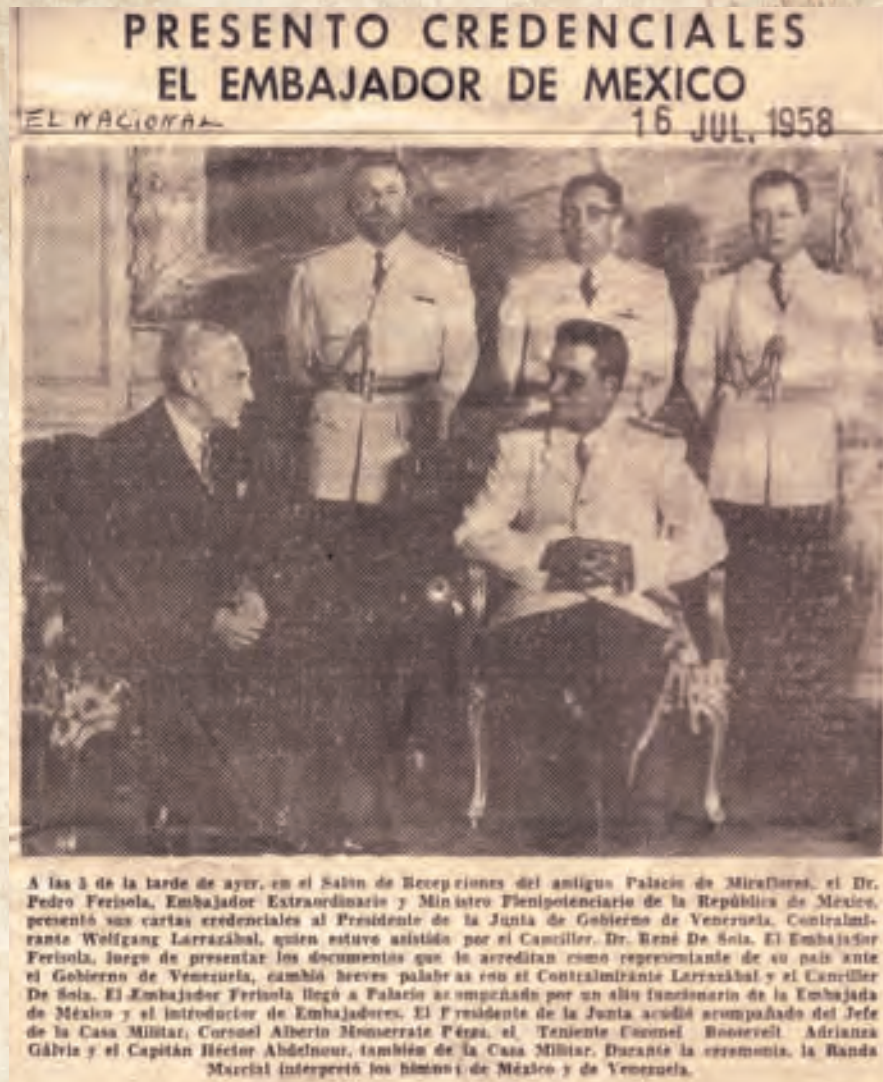 PRESENTO CREDENCIALES
EL EMBAJADOR DE MEXICO
EL NACIONAL
16 JUL. 1958
A las 5 de la tarde de ayer, en el Salón de Recepciones del antiguo Palacio de Miraflores, el Dr.
Pedro Ferisola, Embajador Extraordinario y Ministro Plenipotenciario de la República de México,
presentó sus cartas credenciales al Presidente de la Junta de Gobierno de Venezuela, Contralmi-
rante Wolfgang Larrazábal, quien estuvo asistido por el Canciller, Dr. René De Sola. El Embajador
Ferisola, luego de presentar los documentos que lo acreditan como representante de su país ante
el Gobierno de Venezuela, cambió breves palabras con el Contralmirante Larrazábal y el Canciller
De Sola. El Embajador Ferisola llegó a Palacio acompañado por un alto funcionario de la Embajada
de México y el introductor de Embajadores. El Presidente de la Junta acudió acompañado del Jefe
de la Casa Militar, Coronel Alberto Monserrate Pérez, el Teniente Coronel Roosevelt Adrianza
Gálvis y el Capitán Héctor Abdelnour, también de la Casa Militar. Durante la ceremonia, la Banda
Marcial interpretó los himnos de México y de Venezuela.